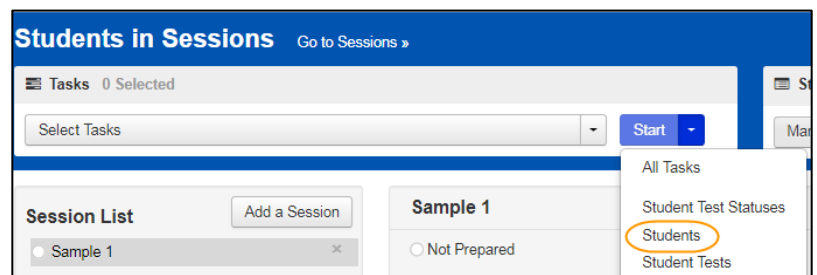 Students in Sessions Go to Sessions »
Tasks 0 Selected
Select Tasks
Start
All Tasks
Student Test Statuses
Students
Student Tests
Session List
Add a Session
Sample 1 ×
Sample 1
Not Prepared